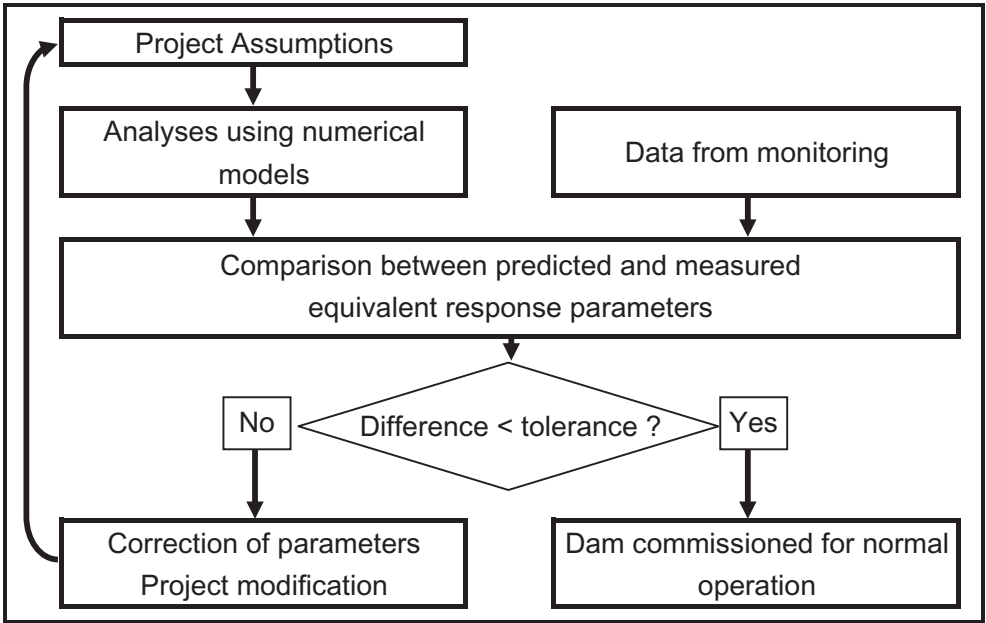 Project Assumptions
Analyses using numerical
models
Data from monitoring
Comparison between predicted and measured
equivalent response parameters
No
Difference < tolerance ?
Yes
Correction of parameters
Project modification
Dam commissioned for normal
operation